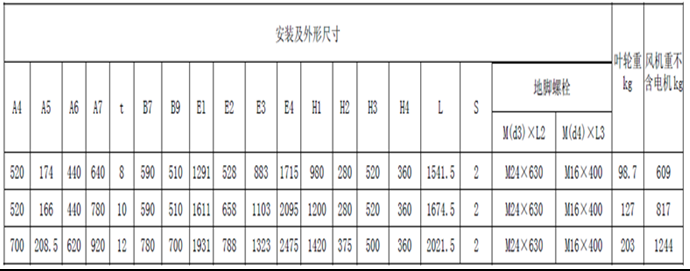 安装及外形尺寸 叶轮重kg 风机重不含电机kg
A4 A5 A6 A7 t B7 B9 E1 E2 E3 E4 H1 H2 H3 H4 L S 地脚螺栓
M(d3)×L2 M(d4)×L3
520 174 440 640 8 590 510 1291 528 883 1715 980 280 520 360 1541.5 2 M24×630 M16×400 98.7 609
520 166 440 780 10 590 510 1611 658 1103 2095 1200 280 520 360 1674.5 2 M24×630 M16×400 127 817
700 208.5 620 920 12 780 700 1931 788 1323 2475 1420 375 500 360 2021.5 2 M24×630 M16×400 203 1244